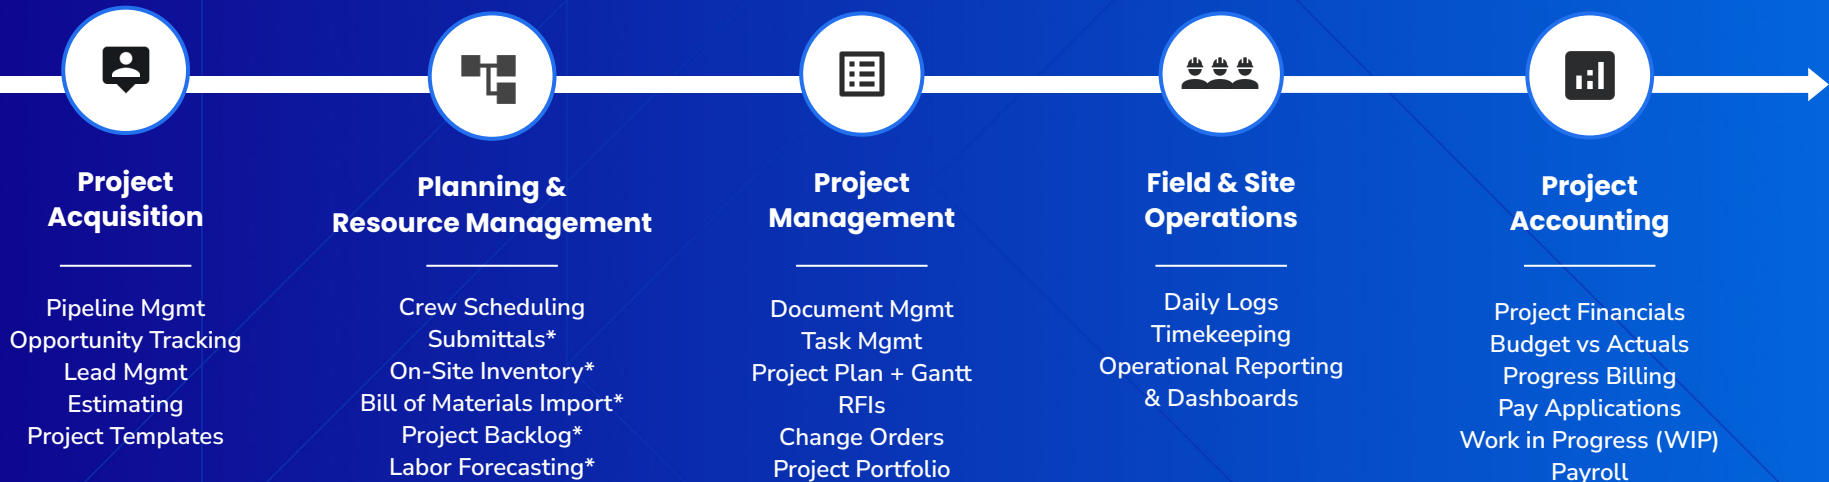 Project
Acquisition
Pipeline Mgmt
Opportunity Tracking
Lead Mgmt
Estimating
Project Templates
Planning &
Resource Management
Crew Scheduling
Submittals*
On-Site Inventory*
Bill of Materials Import*
Project Backlog*
Labor Forecasting*
Project
Management
Document Mgmt
Task Mgmt
Project Plan + Gantt
RFIs
Change Orders
Project Portfolio
Field & Site
Operations
Daily Logs
Timekeeping
Operational Reporting
& Dashboards
Project
Accounting
Project Financials
Budget vs Actuals
Progress Billing
Pay Applications
Work in Progress (WIP)
Payroll